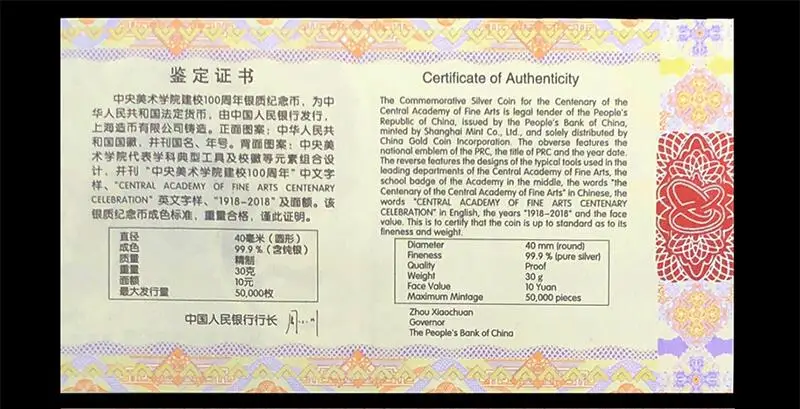 鉴定证书
中央美术学院建校100周年银质纪念币，为中
华人民共和国法定货币，由中国人民银行发行，
上海造币有限公司铸造。正面图案：中华人民共
和国国徽，并刊国名、年号。背面图案：中央美
术学院代表学科典型工具及校徽等元素组合设
计，并刊“中央美术学院建校100周年”中文字
样、“CENTRAL ACADEMY OF FINE ARTS CENTENARY
CELEBRATION”英文字样、“1918-2018”及面额。该
银质纪念币成色标准，重量合格，谨此证明。
直径 40毫米（圆形）
成色 99.9%（含纯银）
质量 精制
重量 30克
面额 10元
最大发行量 50,000枚
中国人民银行行长
Certificate of Authenticity
The Commemorative Silver Coin for the Centenary of the
Central Academy of Fine Arts is legal tender of the People's
Republic of China, issued by the People's Bank of China,
minted by Shanghai Mint Co., Ltd., and solely distributed by
China Gold Coin Incorporation. The obverse features the
national emblem of the PRC, the title of PRC and the year date.
The reverse features the designs of the typical tools used in the
leading departments of the Central Academy of Fine Arts, the
school badge of the Academy in the middle, the words "the
Centenary of the Central Academy of Fine Arts" in Chinese, the
words "CENTRAL ACADEMY OF FINE ARTS CENTENARY
CELEBRATION" in English, the years "1918-2018" and the face
value. This is to certify that the coin is up to standard as to its
fineness and weight.
Diameter 40 mm (round)
Fineness 99.9% (pure silver)
Quality Proof
Weight 30 g
Face Value 10 Yuan
Maximum Mintage 50,000 pieces
Zhou Xiaochuan
Governor
The People's Bank of China